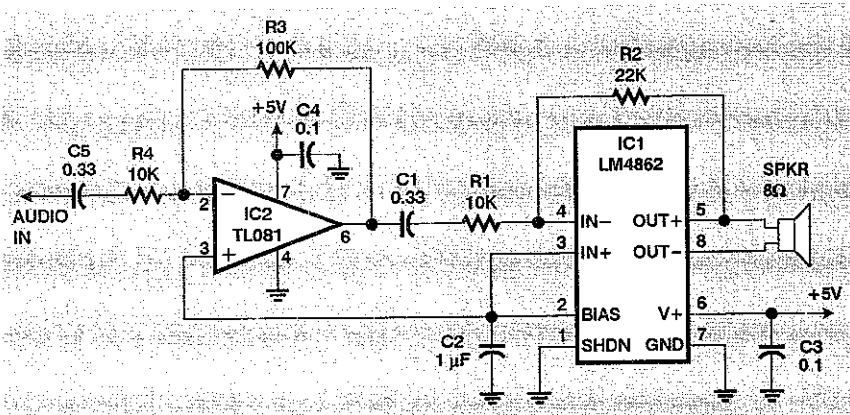 R3
100K
R2
22K
+5V
C4
0.1
C5
0.33
R4
10K
IC1
LM4862
SPKR
8Ω
C1
0.33
R1
10K
AUDIO
IN
2
−
7
IC2
TL081
6
3
+
4
4
IN−
OUT+
5
3
IN+
OUT−
8
2
BIAS
V+
6
+5V
1
SHDN
GND
7
C2
1 µF
C3
0.1